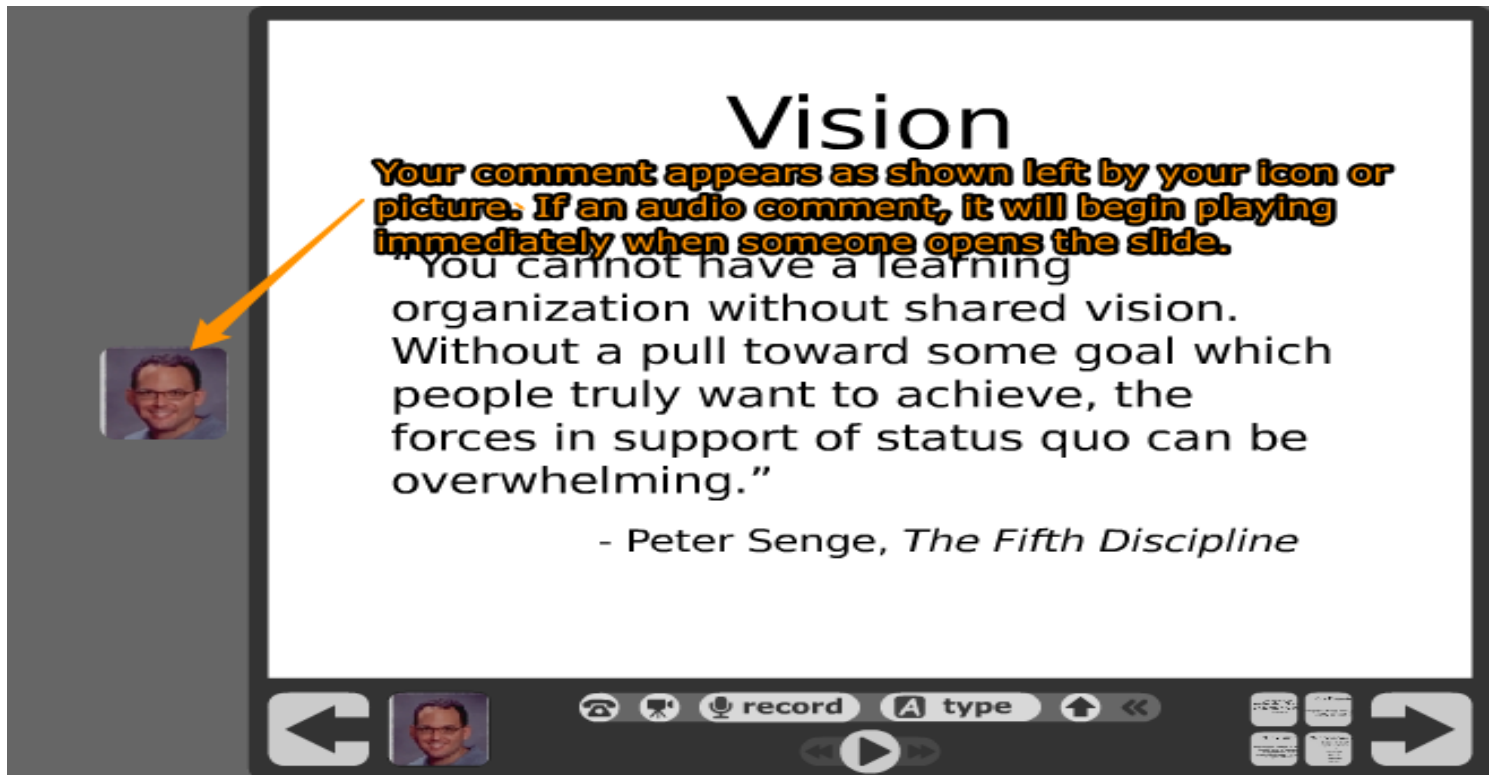 Vision
Your comment appears as shown left by your icon or
picture. If an audio comment, it will begin playing
immediately when someone opens the slide.
"You cannot have a learning
organization without shared vision.
Without a pull toward some goal which
people truly want to achieve, the
forces in support of status quo can be
overwhelming.”
- Peter Senge, The Fifth Discipline
record
A type